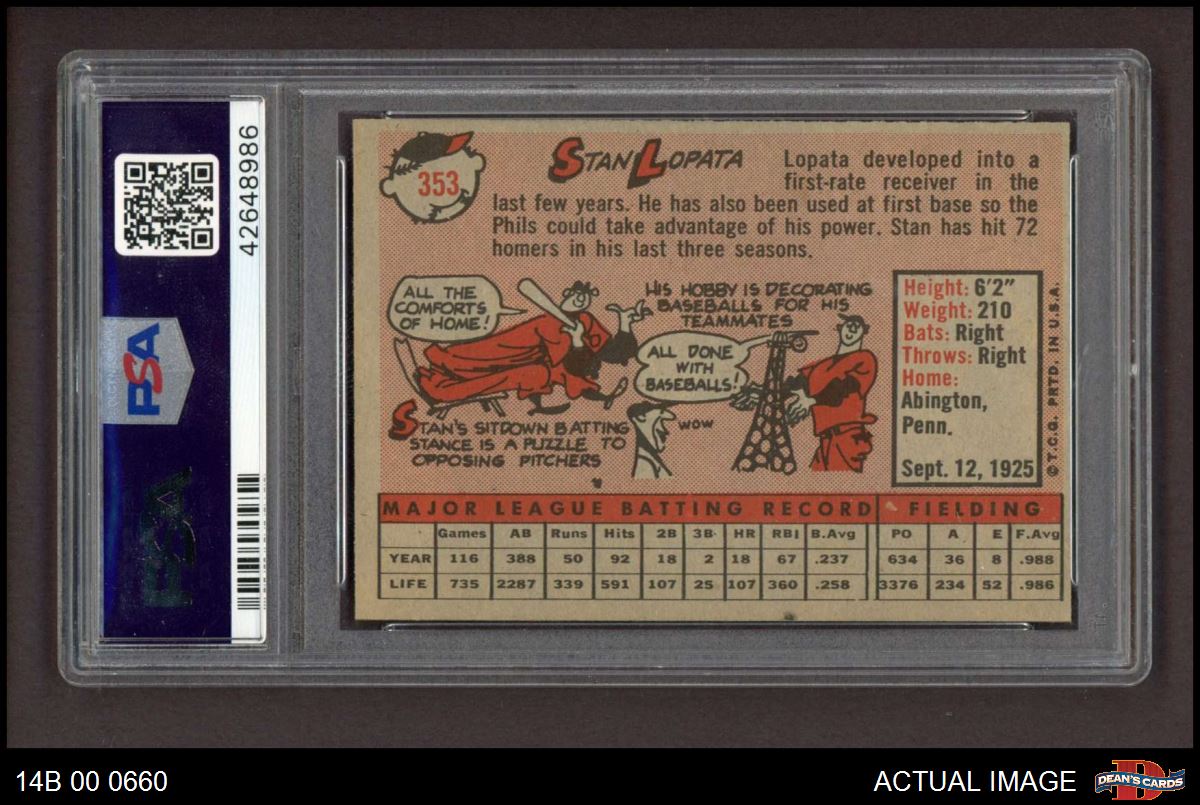 42648986
PSA
PSA
353
STAN LOPATA
Lopata developed into a
first-rate receiver in the
last few years. He has also been used at first base so the
Phils could take advantage of his power. Stan has hit 72
homers in his last three seasons.
ALL THE
COMFORTS
OF HOME!
HIS HOBBY IS DECORATING
BASEBALLS FOR HIS
TEAMMATES
ALL DONE
WITH
BASEBALLS!
WOW
STAN'S SITDOWN BATTING
STANCE IS A PUZZLE TO
OPPOSING PITCHERS
Height: 6'2"
Weight: 210
Bats: Right
Throws: Right
Home:
Abington,
Penn.
Sept. 12, 1925
©T.C.G. PRTD. IN U.S.A.
MAJOR LEAGUE BATTING RECORD FIELDING
Games AB Runs Hits 2B 3B HR RBI B.Avg PO A E F.Avg
YEAR 116 388 50 92 18 2 18 67 .237 634 36 8 .988
LIFE 735 2287 339 591 107 25 107 360 .258 3376 234 52 .986
14B 00 0660
ACTUAL IMAGE
DEAN'S CARDS